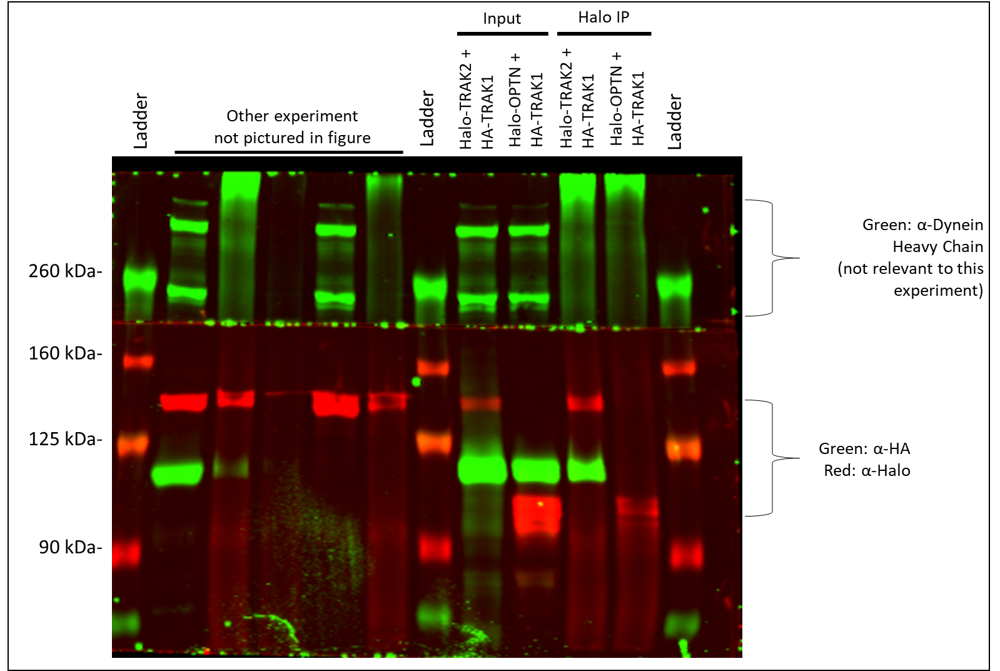 Input
Halo IP
Ladder
Other experiment
not pictured in figure
Ladder
Halo-TRAK2 +
HA-TRAK1
Halo-OPTN +
HA-TRAK1
Halo-TRAK2 +
HA-TRAK1
Halo-OPTN +
HA-TRAK1
Ladder
260 kDa-
160 kDa-
125 kDa-
90 kDa-
Green: α-Dynein
Heavy Chain
(not relevant to this
experiment)
Green: α-HA
Red: α-Halo